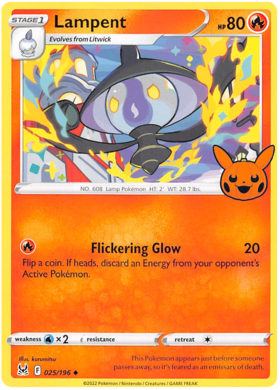 STAGE 1
Lampent
HP 80
Evolves from Litwick
NO. 608 Lamp Pokémon HT: 2' WT: 28.7 lbs.
Flickering Glow 20
Flip a coin. If heads, discard an Energy from your opponent's
Active Pokémon.
weakness ×2 resistance retreat
Illus. kurumitsu
F 025/196
This Pokémon appears just before someone
passes away, so it's feared as an emissary of death.
©2022 Pokémon / Nintendo / Creatures / GAME FREAK